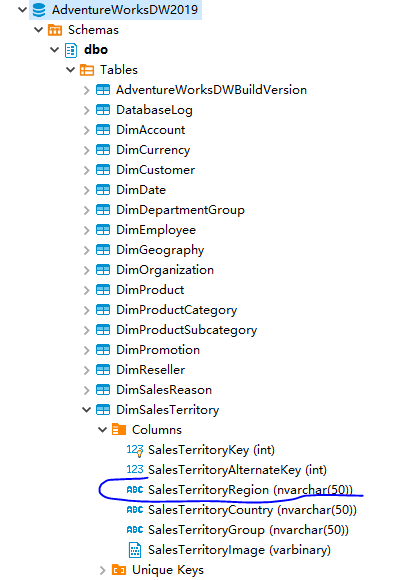 AdventureWorksDW2019
Schemas
dbo
Tables
AdventureWorksDWBuildVersion
DatabaseLog
DimAccount
DimCurrency
DimCustomer
DimDate
DimDepartmentGroup
DimEmployee
DimGeography
DimOrganization
DimProduct
DimProductCategory
DimProductSubcategory
DimPromotion
DimReseller
DimSalesReason
DimSalesTerritory
Columns
123 SalesTerritoryKey (int)
123 SalesTerritoryAlternateKey (int)
ABC SalesTerritoryRegion (nvarchar(50))
ABC SalesTerritoryCountry (nvarchar(50))
ABC SalesTerritoryGroup (nvarchar(50))
SalesTerritoryImage (varbinary)
Unique Keys